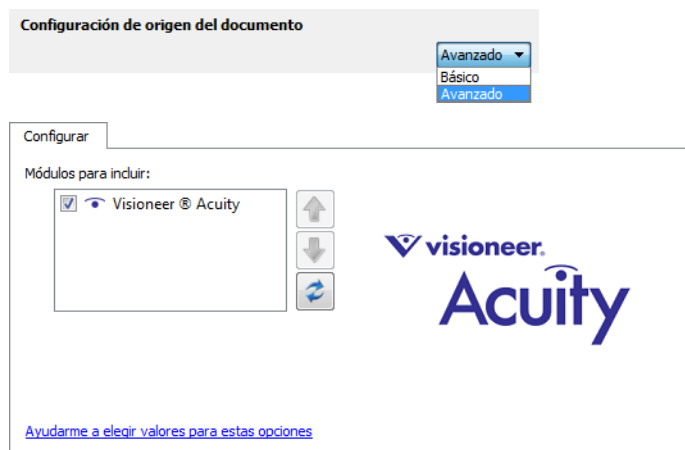 Configuración de origen del documento
Avanzado
Básico
Avanzado
Configurar
Módulos para incluir:
Visioneer ® Acuity
visioneer.
Acuity
Ayudarme a elegir valores para estas opciones